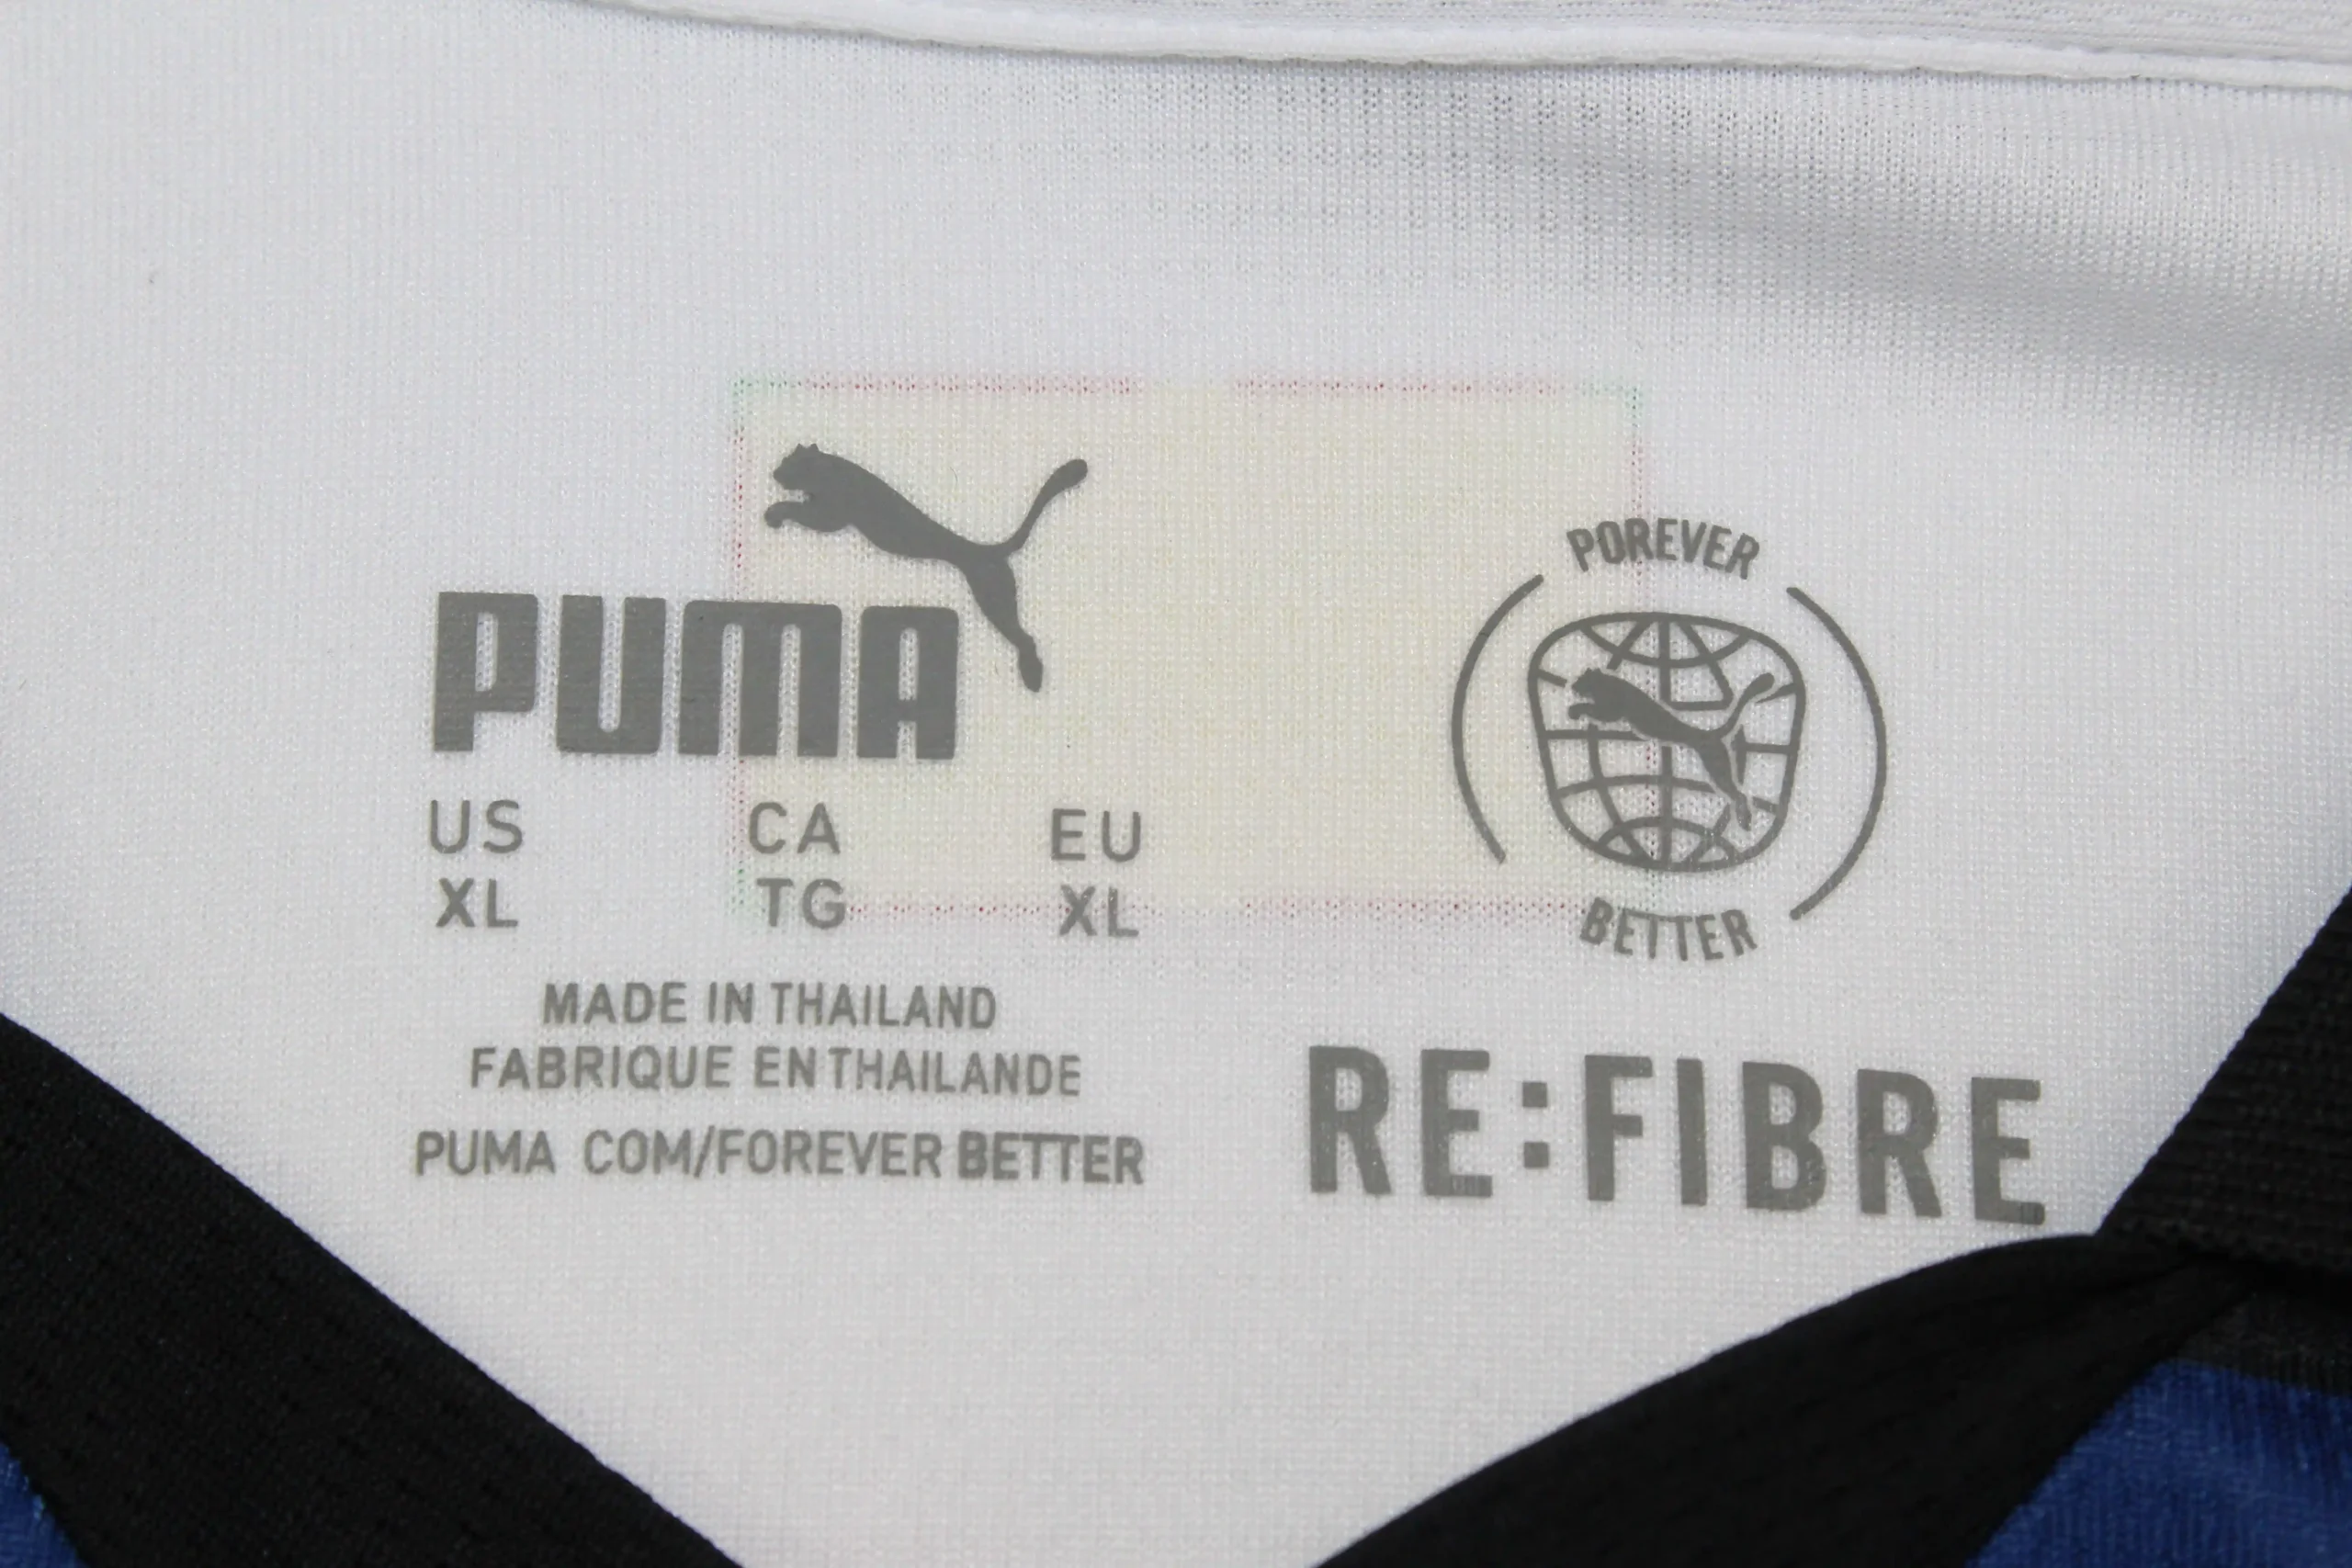 PUMA
US CA EU
XL TG XL
MADE IN THAILAND
FABRIQUE EN THAILANDE
PUMA COM/FOREVER BETTER
POREVER
BETTER
RE:FIBRE